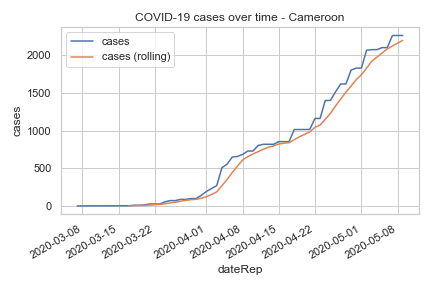 COVID-19 cases over time - Cameroon
cases
cases (rolling)
2000
1500
1000
500
0
cases
2020-03-08
2020-03-15
2020-03-22
2020-04-01
2020-04-08
2020-04-15
2020-04-22
2020-05-01
2020-05-08
dateRep